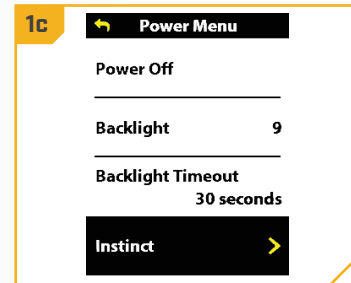 1c
Power Menu
Power Off
Backlight 9
Backlight Timeout
30 seconds
Instinct